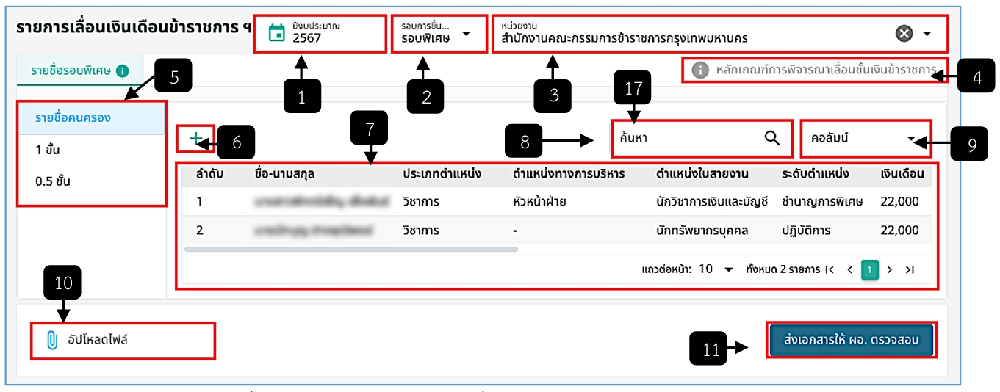 รายการเลื่อนเงินเดือนข้าราชการ ฯ
ปีงบประมาณ
2567
รอบการขึ้น...
รอบพิเศษ
หน่วยงาน
สำนักงานคณะกรรมการข้าราชการกรุงเทพมหานคร
รายชื่อรอบพิเศษ
หลักเกณฑ์การพิจารณาเลื่อนขั้นเงินข้าราชการ
5
1
2
3
17
4
รายชื่อคนครอง
1 ขั้น
0.5 ขั้น
+
6
7
8
ค้นหา
คอลัมน์
9
ลำดับ ชื่อ-นามสกุล ประเภทตำแหน่ง ตำแหน่งทางการบริหาร ตำแหน่งในสายงาน ระดับตำแหน่ง เงินเดือน
1 วิชาการ หัวหน้าฝ่าย นักวิชาการเงินและบัญชี ชำนาญการพิเศษ 22,000
2 วิชาการ - นักทรัพยากรบุคคล ปฏิบัติการ 22,000
แถวต่อหน้า: 10 ทั้งหมด 2 รายการ 1
10
อัปโหลดไฟล์
11
ส่งเอกสารให้ ผอ. ตรวจสอบ